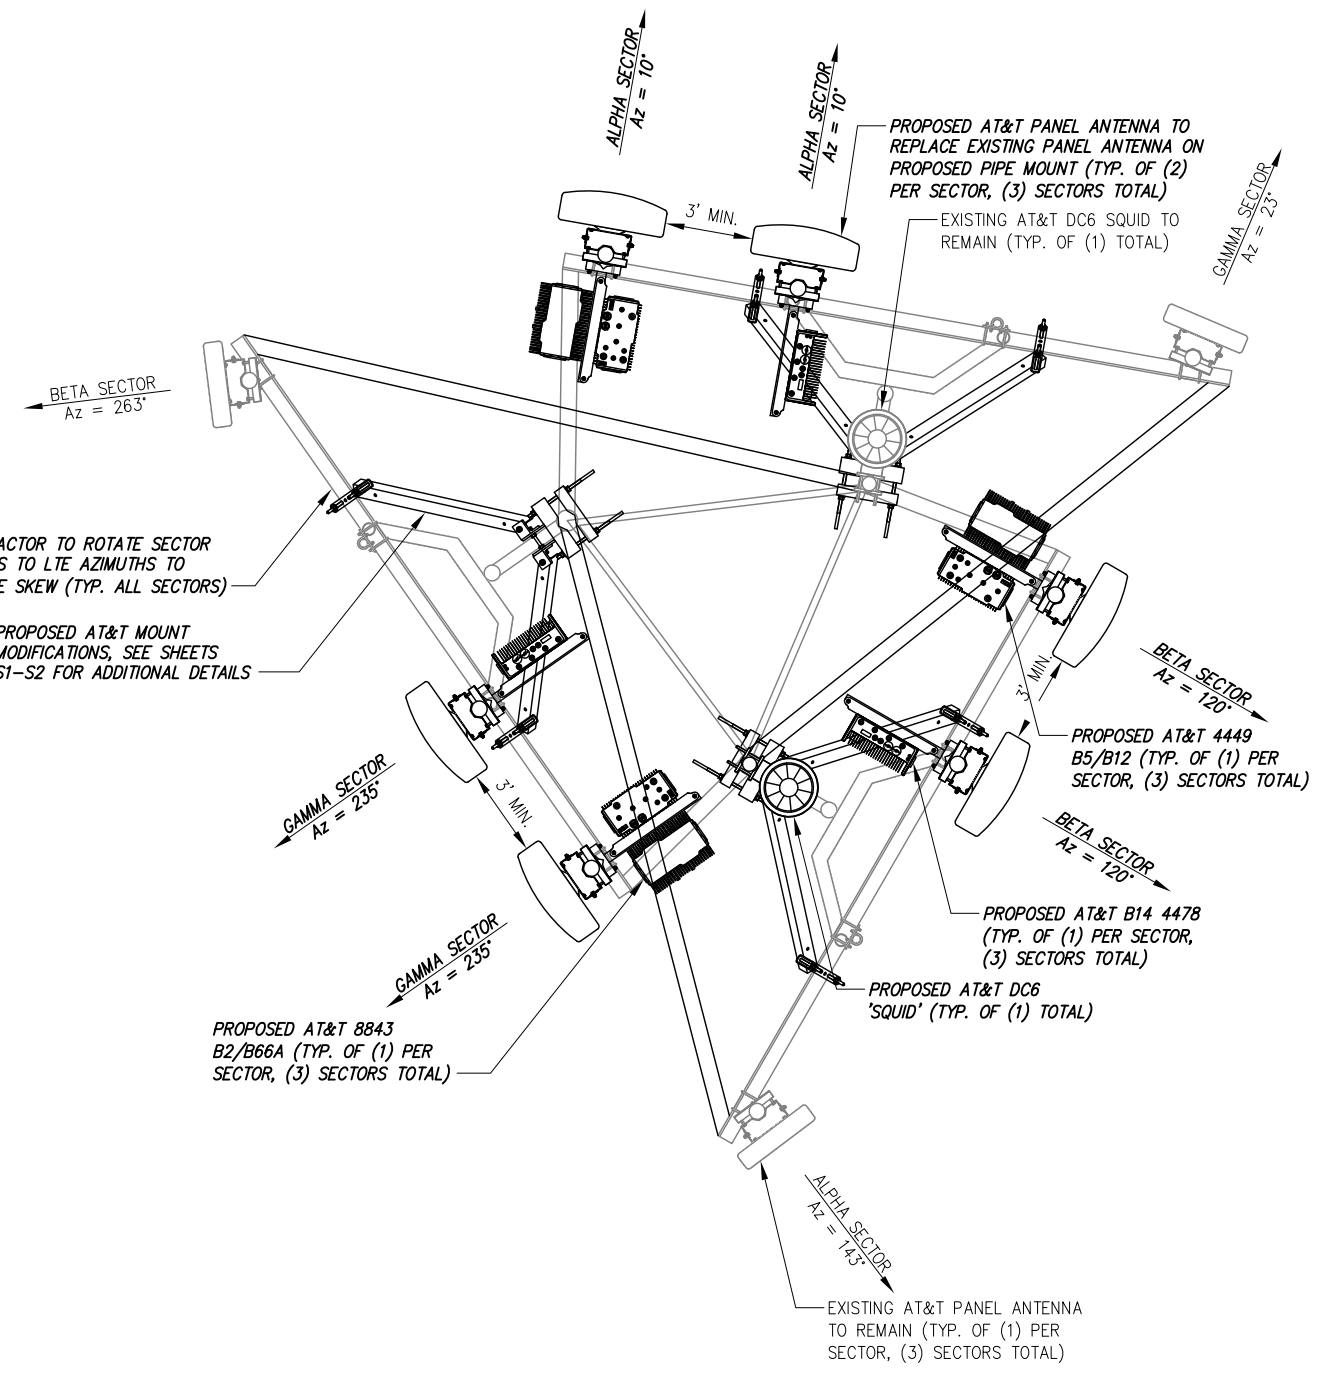 ALPHA SECTOR
Az = 10°
ALPHA SECTOR
Az = 10°
PROPOSED AT&T PANEL ANTENNA TO
REPLACE EXISTING PANEL ANTENNA ON
PROPOSED PIPE MOUNT (TYP. OF (2)
PER SECTOR, (3) SECTORS TOTAL)
EXISTING AT&T DC6 SQUID TO
REMAIN (TYP. OF (1) TOTAL)
GAMMA SECTOR
Az = 23°
3' MIN.
BETA SECTOR
Az = 263°
ACTOR TO ROTATE SECTOR
S TO LTE AZIMUTHS TO
E SKEW (TYP. ALL SECTORS)
PROPOSED AT&T MOUNT
MODIFICATIONS, SEE SHEETS
S1-S2 FOR ADDITIONAL DETAILS
3' MIN.
BETA SECTOR
Az = 120°
PROPOSED AT&T 4449
B5/B12 (TYP. OF (1) PER
SECTOR, (3) SECTORS TOTAL)
GAMMA SECTOR
Az = 235°
3' MIN.
BETA SECTOR
Az = 120°
PROPOSED AT&T B14 4478
(TYP. OF (1) PER SECTOR,
(3) SECTORS TOTAL)
GAMMA SECTOR
Az = 235°
PROPOSED AT&T DC6
'SQUID' (TYP. OF (1) TOTAL)
PROPOSED AT&T 8843
B2/B66A (TYP. OF (1) PER
SECTOR, (3) SECTORS TOTAL)
ALPHA SECTOR
Az = 143°
EXISTING AT&T PANEL ANTENNA
TO REMAIN (TYP. OF (1) PER
SECTOR, (3) SECTORS TOTAL)